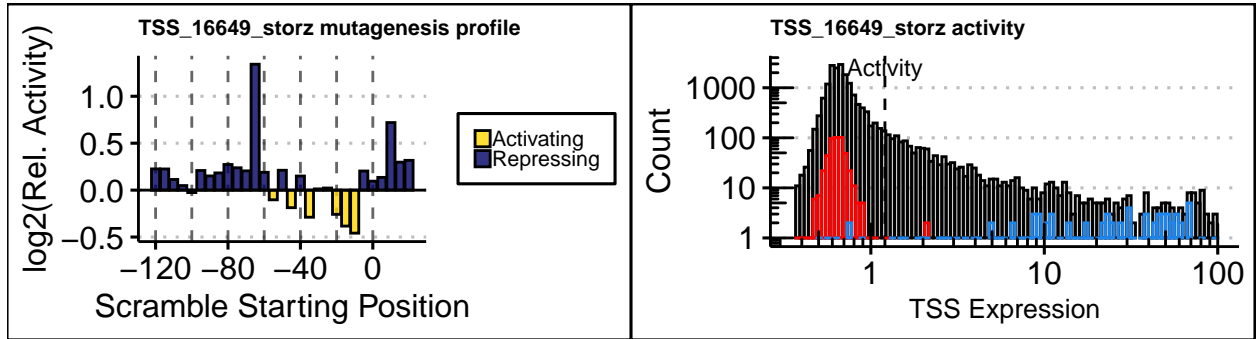 TSS_16649_storz mutagenesis profile
log2(Rel. Activity)
1.0
0.5
0.0
−0.5
−120
−80
−40
0
Scramble Starting Position
Activating
Repressing
TSS_16649_storz activity
Activity
Count
1000
100
10
1
1
10
100
TSS Expression